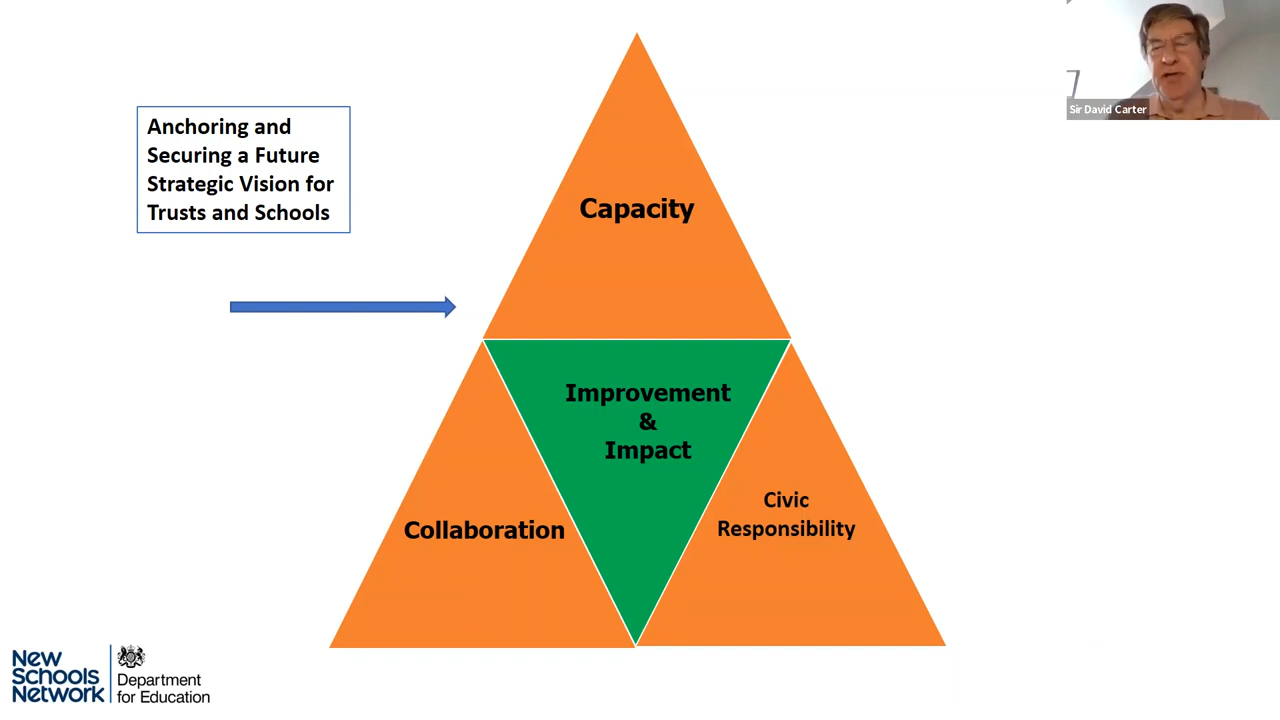 Anchoring and
Securing a Future
Strategic Vision for
Trusts and Schools
Capacity
Improvement
&
Impact
Collaboration
Civic
Responsibility
Sir David Carter
New
Schools
Network
Department
for Education